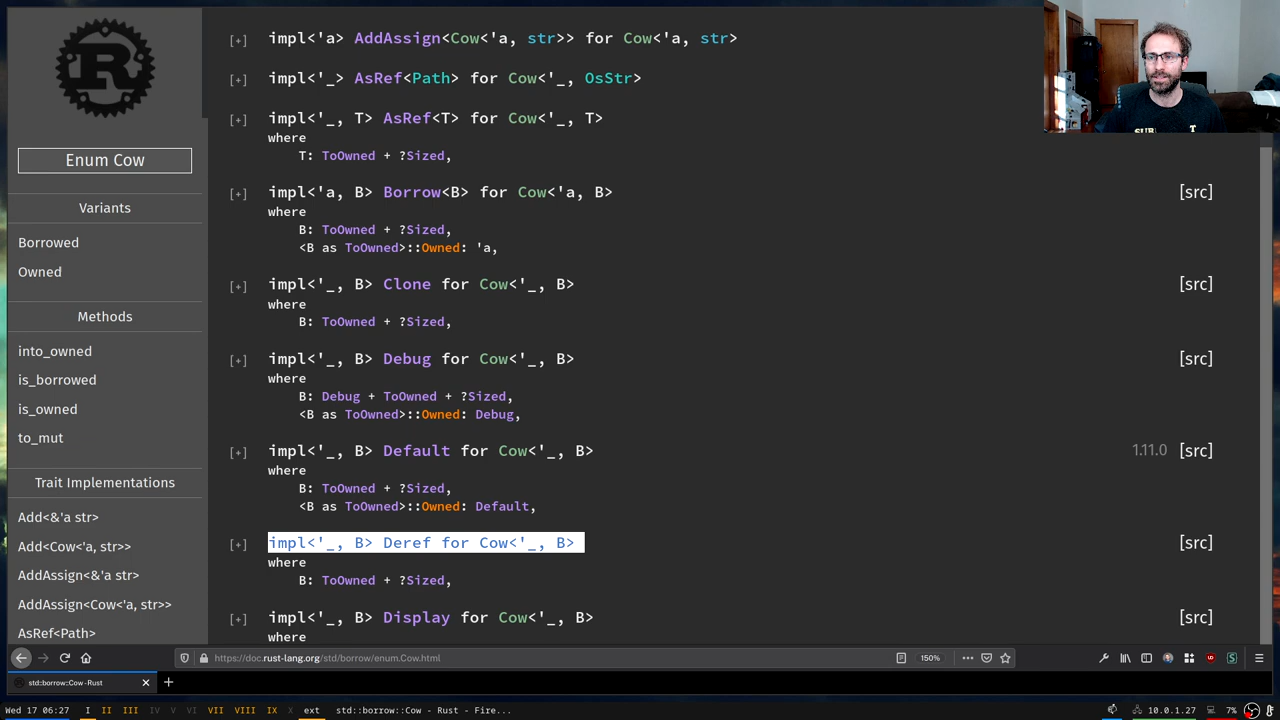 Enum Cow
Variants
Borrowed
Owned
Methods
into_owned
is_borrowed
is_owned
to_mut
Trait Implementations
Add<&'a str>
Add<Cow<'a, str>>
AddAssign<&'a str>
AddAssign<Cow<'a, str>>
AsRef<Path>
[+] impl<'a> AddAssign<Cow<'a, str>> for Cow<'a, str>
[+] impl<'_> AsRef<Path> for Cow<'_, OsStr>
[+] impl<'_, T> AsRef<T> for Cow<'_, T>
where
T: ToOwned + ?Sized,
[+] impl<'a, B> Borrow<B> for Cow<'a, B> [src]
where
B: ToOwned + ?Sized,
<B as ToOwned>::Owned: 'a,
[+] impl<'_, B> Clone for Cow<'_, B> [src]
where
B: ToOwned + ?Sized,
[+] impl<'_, B> Debug for Cow<'_, B> [src]
where
B: Debug + ToOwned + ?Sized,
<B as ToOwned>::Owned: Debug,
[+] impl<'_, B> Default for Cow<'_, B> 1.11.0 [src]
where
B: ToOwned + ?Sized,
<B as ToOwned>::Owned: Default,
[+] impl<'_, B> Deref for Cow<'_, B> [src]
where
B: ToOwned + ?Sized,
[+] impl<'_, B> Display for Cow<'_, B> [src]
where
SUB T
https://doc.rust-lang.org/std/borrow/enum.Cow.html 150%
std::borrow::Cow - Rust
Wed 17 06:27 I II III IV V VI VII VIII IX X ext std::borrow::Cow - Rust - Fire... 10.0.1.27 7%